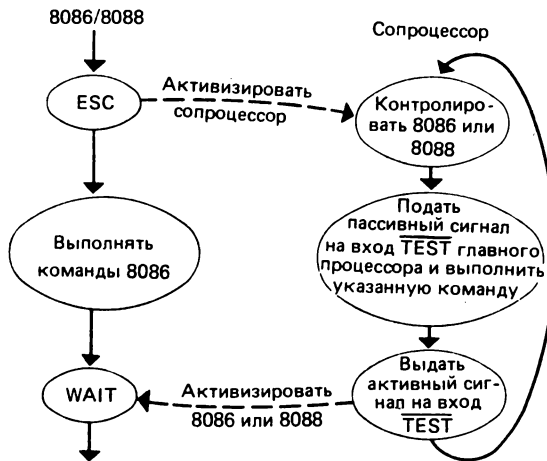 8086/8088
Сопроцессор
ESC
Активизировать
сопроцессор
Контролиро-
вать 8086 или
8088
Выполнять
команды 8086
Подать
пассивный сигнал
на вход TEST главного
процессора и выполнить
указанную команду
WAIT
Активизировать
8086 или 8088
Выдать
активный сиг-
нал на вход
TEST